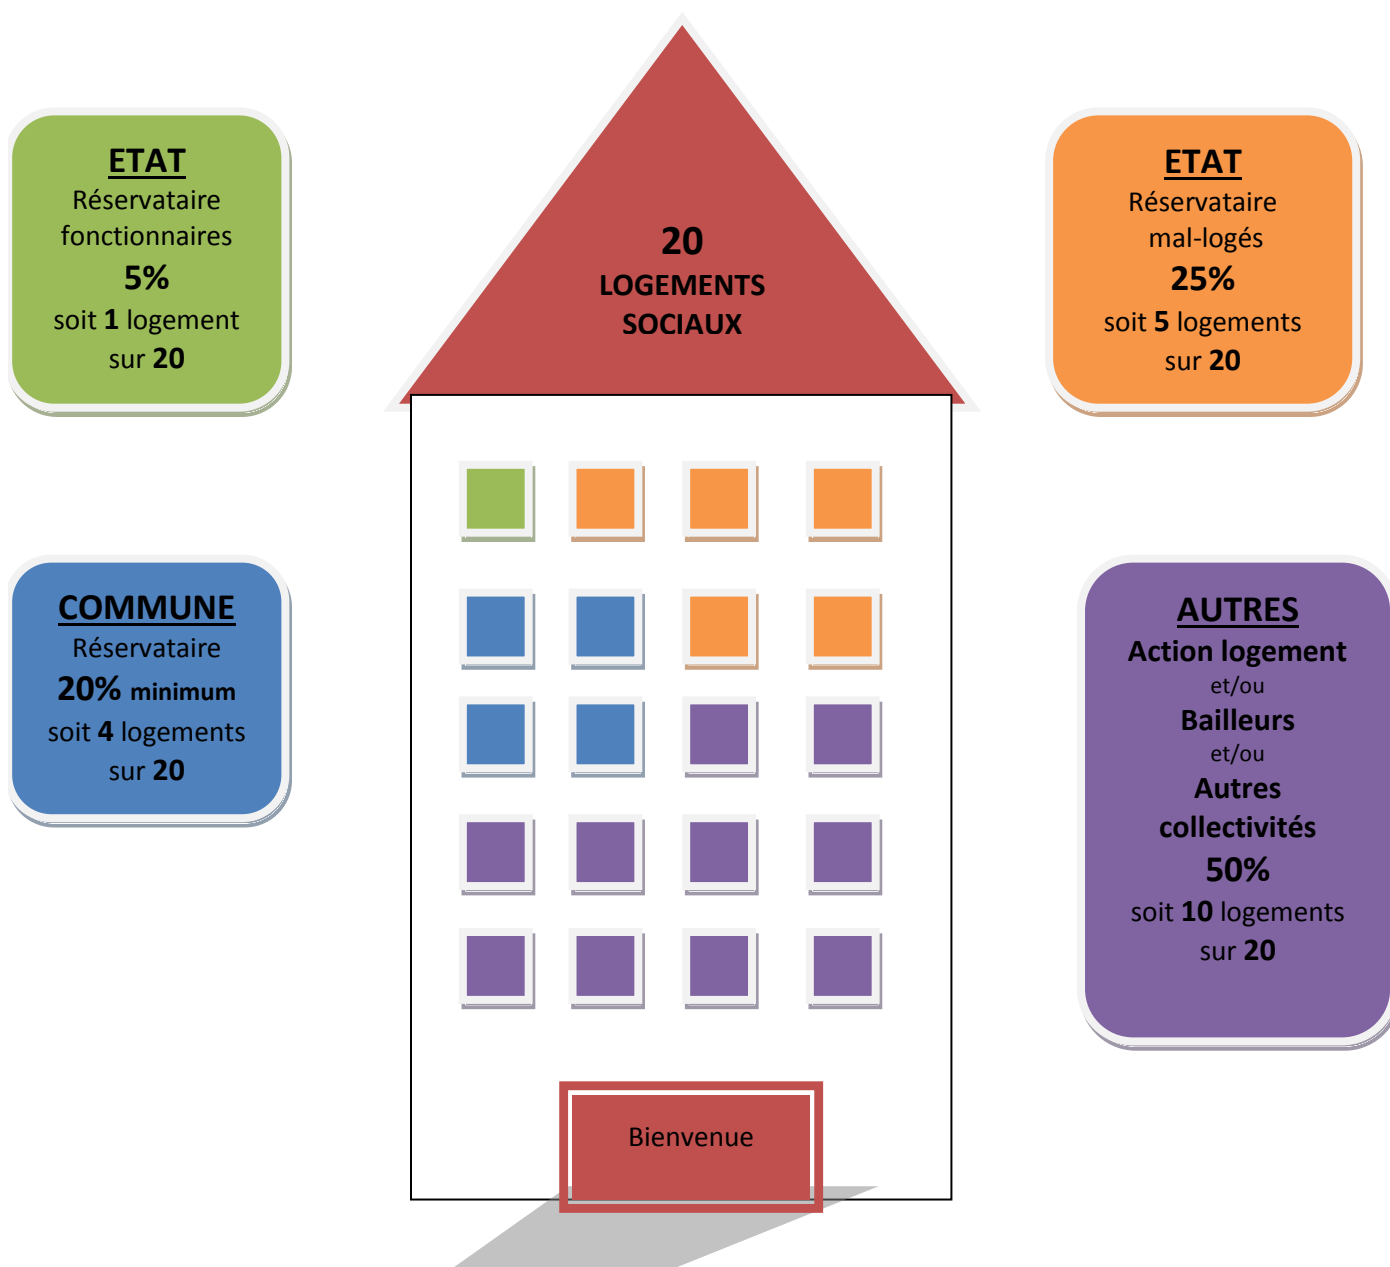 ETAT
Réservataire
fonctionnaires
5%
soit 1 logement
sur 20
20
LOGEMENTS
SOCIAUX
ETAT
Réservataire
mal-logés
25%
soit 5 logements
sur 20
COMMUNE
Réservataire
20% minimum
soit 4 logements
sur 20
AUTRES
Action logement
et/ou
Bailleurs
et/ou
Autres
collectivités
50%
soit 10 logements
sur 20
Bienvenue